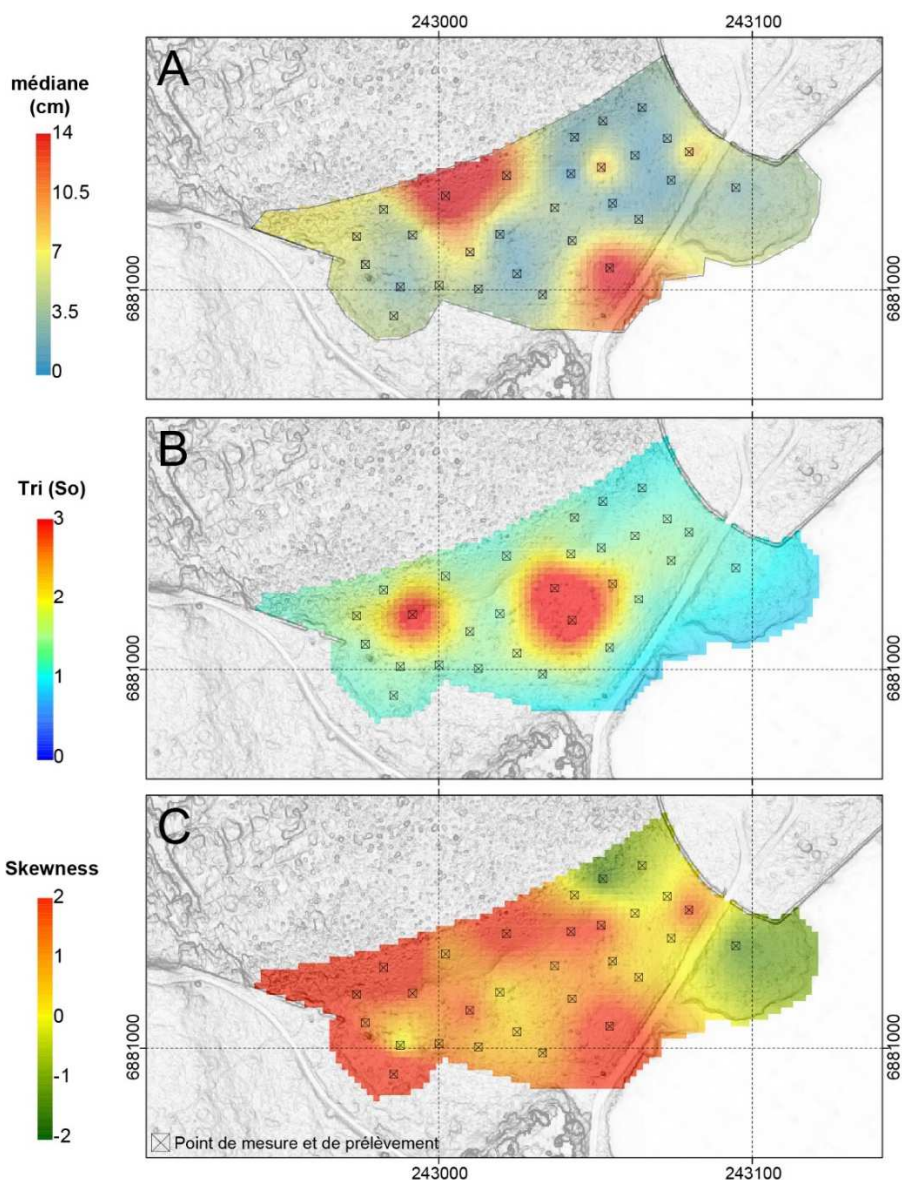 243000 243100
A
médiane
(cm)
14
10.5
7
3.5
0
6881000
6881000
B
Tri (So)
3
2
1
0
6881000
6881000
C
Skewness
2
1
0
-1
-2
6881000
6881000
Point de mesure et de prélèvement
243000 243100